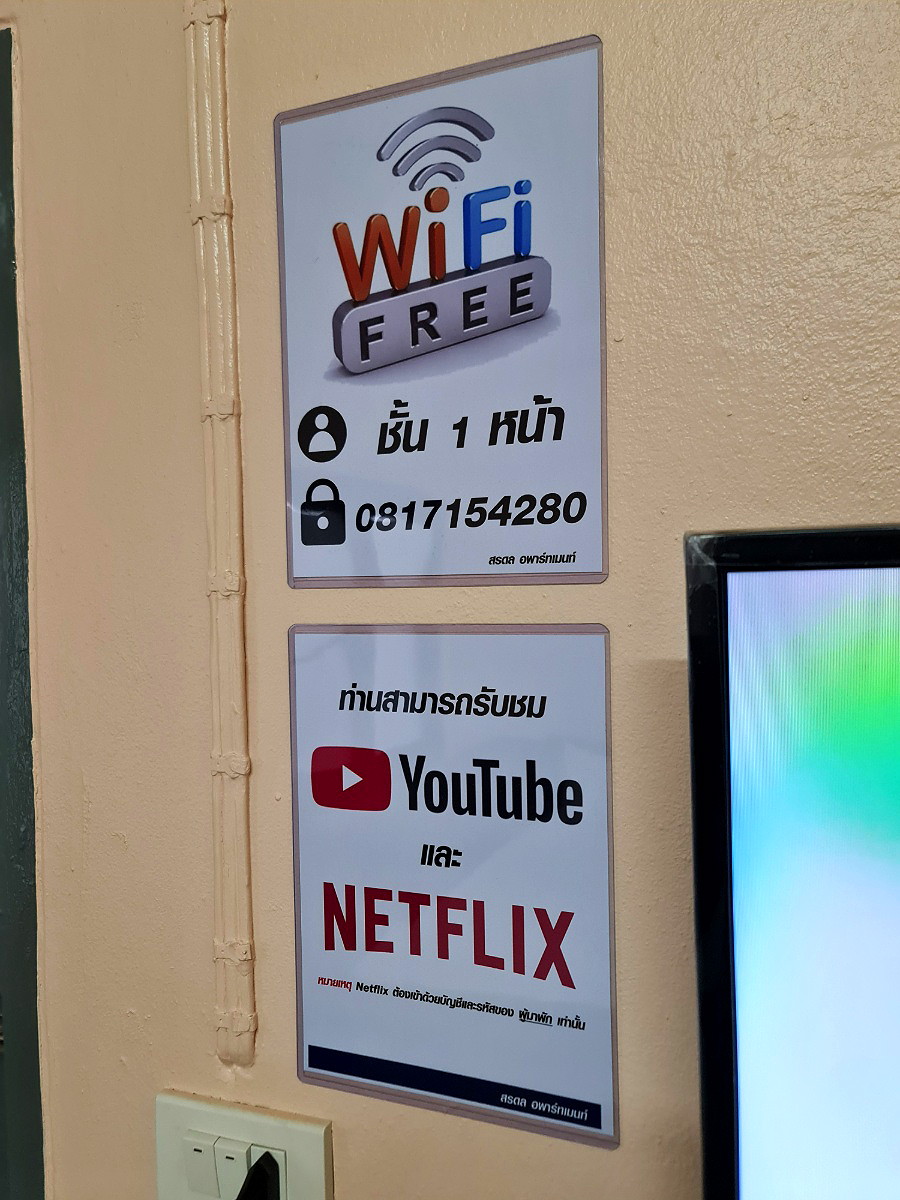 WiFi
FREE
ชั้น 1 หน้า
0817154280
สรดล อพาร์ทเมนท์
ท่านสามารถรับชม
YouTube
และ
NETFLIX
หมายเหตุ Netflix ต้องเข้าด้วยบัญชีและรหัสของ ผู้มาพัก เท่านั้น
สรดล อพาร์ทเมนท์